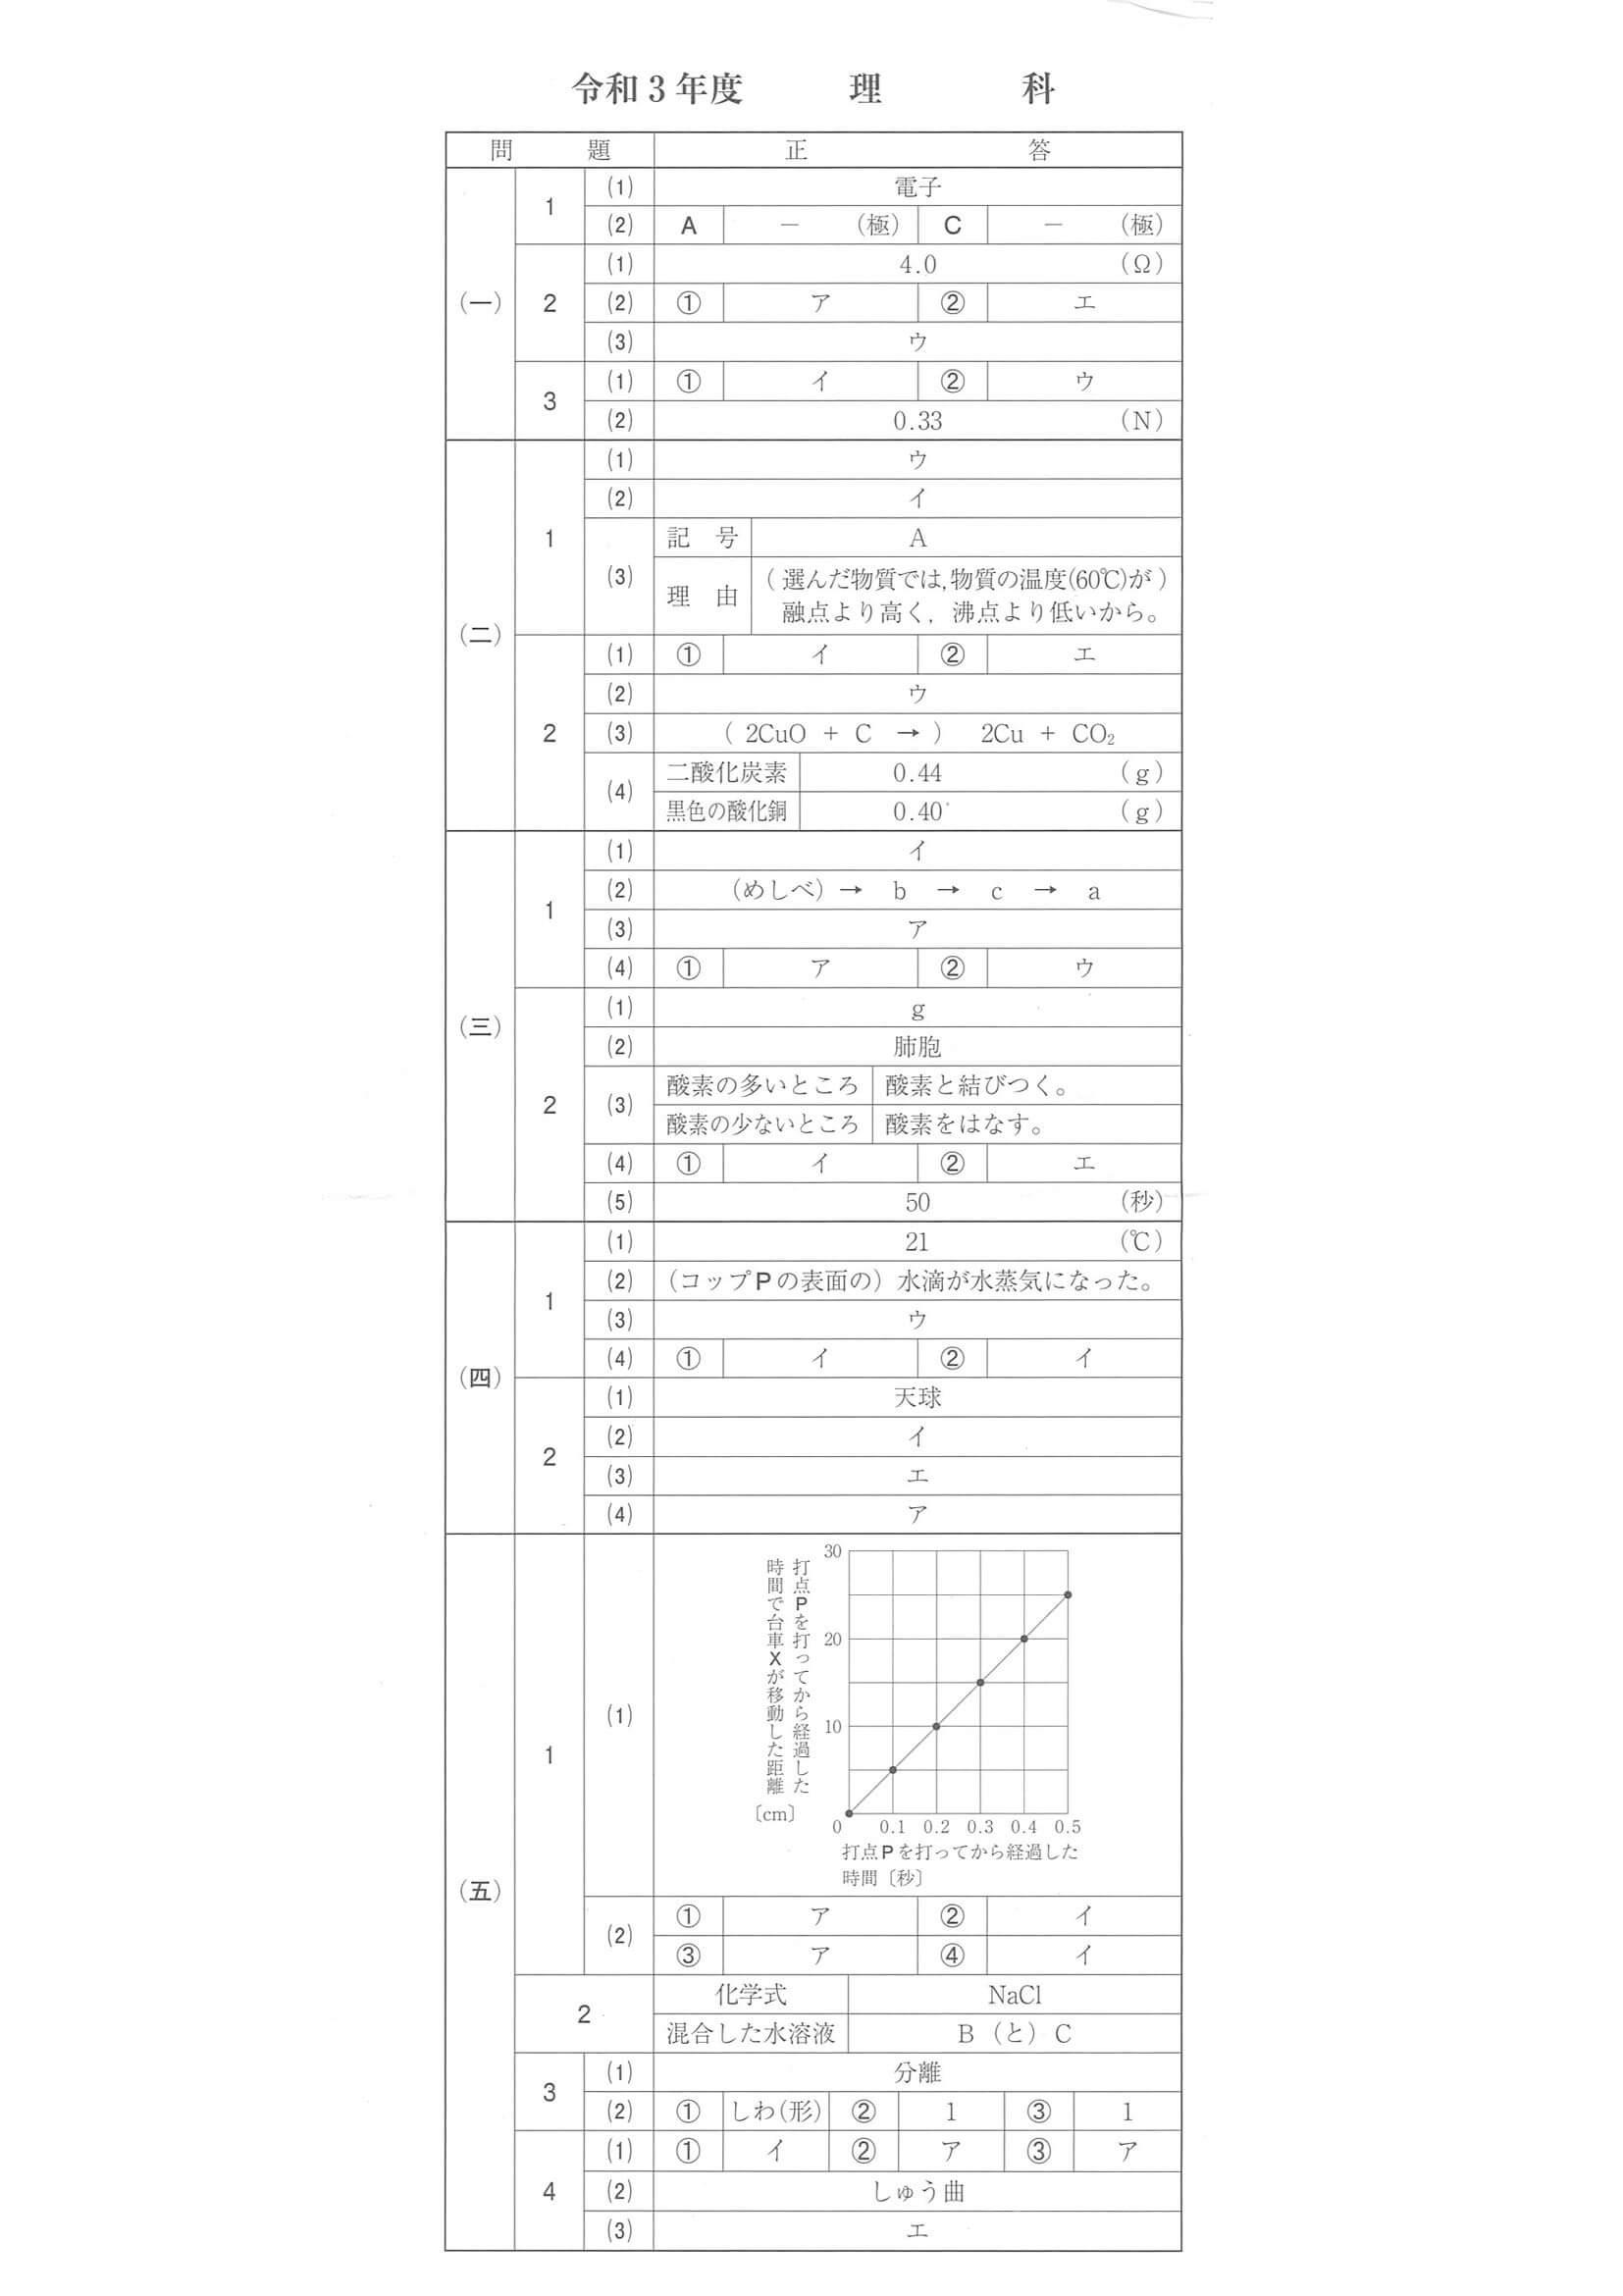 令和3年度 理 科
問 題 正 答
(一) 1 (1) 電子
(2) A － (極) C － (極)
2 (1) 4.0 (Ω)
(2) ① ア ② エ
(3) ウ
3 (1) ① イ ② ウ
(2) 0.33 (N)
(二) 1 (1) ウ
(2) イ
(3) 記 号 A
理 由 (選んだ物質では,物質の温度(60℃)が)
融点より高く, 沸点より低いから。
2 (1) ① イ ② エ
(2) ウ
(3) ( 2CuO + C → ) 2Cu + CO₂
(4) 二酸化炭素 0.44 (g)
黒色の酸化銅 0.40 (g)
(三) 1 (1) イ
(2) (めしべ) → b → c → a
(3) ア
(4) ① ア ② ウ
2 (1) g
(2) 肺胞
(3) 酸素の多いところ 酸素と結びつく。
酸素の少ないところ 酸素をはなす。
(4) ① イ ② エ
(5) 50 (秒)
(四) 1 (1) 21 (℃)
(2) (コップPの表面の) 水滴が水蒸気になった。
(3) ウ
(4) ① イ ② イ
2 (1) 天球
(2) イ
(3) エ
(4) ア
(五) 1 (1)
打点Pを打ってから経過した
時間で台車Xが移動した距離
〔cm〕
30
20
10
0 0.1 0.2 0.3 0.4 0.5
打点Pを打ってから経過した
時間〔秒〕
(2) ① ア ② イ
③ ア ④ イ
2 化学式 NaCl
混合した水溶液 B (と) C
3 (1) 分離
(2) ① しわ(形) ② 1 ③ 1
4 (1) ① イ ② ア ③ ア
(2) しゅう曲
(3) エ